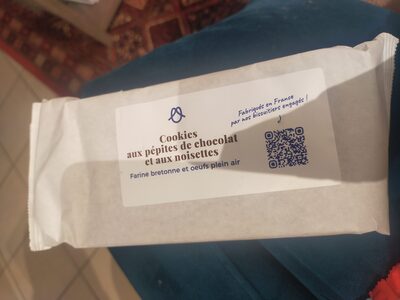 Cookies
aux pépites de chocolat
et aux noisettes
Farine bretonne et oeufs plein air
Fabriqués en France
par nos biscuitiers engagés !